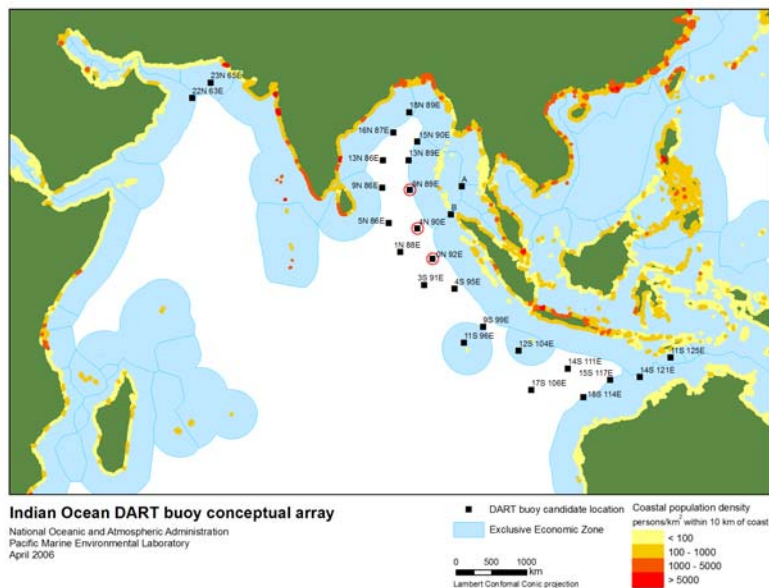 23N 65E
22N 63E
18N 89E
16N 87E
15N 90E
13N 86E
13N 89E
9N 86E
9N 89E
A
B
5N 86E
4N 90E
1N 88E
0N 92E
3S 91E
4S 95E
9S 99E
11S 96E
12S 104E
11S 125E
14S 111E
15S 117E
14S 121E
17S 106E
16S 114E
Indian Ocean DART buoy conceptual array
National Oceanic and Atmospheric Administration
Pacific Marine Environmental Laboratory
April 2006
DART buoy candidate location
Exclusive Economic Zone
0 500 1000
km
Lambert Conformal Conic projection
Coastal population density
persons/km² within 10 km of coast
< 100
100 - 1000
1000 - 5000
> 5000